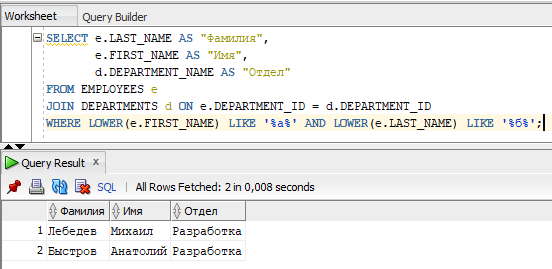 Worksheet Query Builder
SELECT e.LAST_NAME AS "Фамилия",
e.FIRST_NAME AS "Имя",
d.DEPARTMENT_NAME AS "Отдел"
FROM EMPLOYEES e
JOIN DEPARTMENTS d ON e.DEPARTMENT_ID = d.DEPARTMENT_ID
WHERE LOWER(e.FIRST_NAME) LIKE '%а%' AND LOWER(e.LAST_NAME) LIKE '%б%';
Query Result x
SQL | All Rows Fetched: 2 in 0,008 seconds
Фамилия Имя Отдел
1 Лебедев Михаил Разработка
2 Быстров Анатолий Разработка